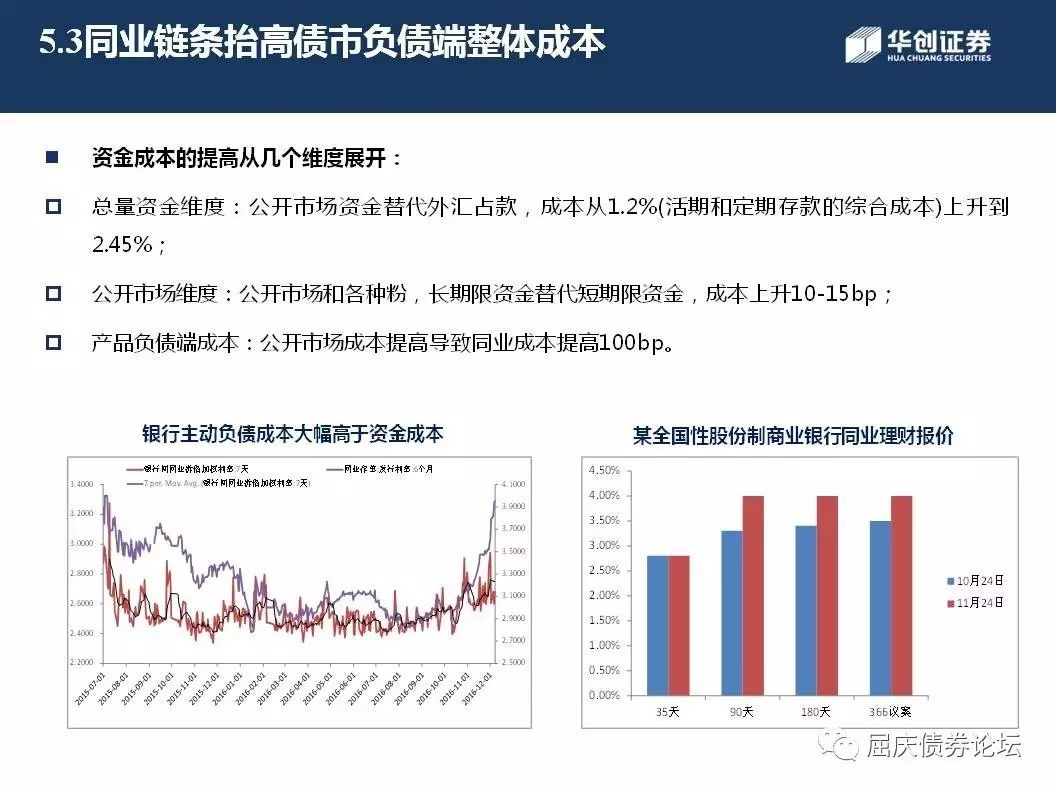 5.3同业链条抬高债市负债端整体成本
华创证券
HUA CHUANG SECURITIES
资金成本的提高从几个维度展开：
总量资金维度：公开市场资金替代外汇占款，成本从1.2%(活期和定期存款的综合成本)上升到
2.45%；
公开市场维度：公开市场和各种粉，长期限资金替代短期限资金，成本上升10-15bp；
产品负债端成本：公开市场成本提高导致同业成本提高100bp。
银行主动负债成本大幅高于资金成本
银行间同业拆借加权利率:7天
同业存单:发行利率:6个月
7 per. Mov. Avg. (银行间同业拆借加权利率:7天)
3.4000
3.2000
3.0000
2.8000
2.6000
2.4000
2.2000
4.1000
3.9000
3.7000
3.5000
3.3000
3.1000
2.9000
2.7000
2.5000
2015-07-01
2015-08-01
2015-09-01
2015-10-01
2015-11-01
2015-12-01
2016-01-01
2016-02-01
2016-03-01
2016-04-01
2016-05-01
2016-06-01
2016-07-01
2016-08-01
2016-09-01
2016-10-01
2016-11-01
2016-12-01
某全国性股份制商业银行同业理财报价
4.50%
4.00%
3.50%
3.00%
2.50%
2.00%
1.50%
1.00%
0.50%
0.00%
35天
90天
180天
366议案
10月24日
11月24日
屈庆债券论坛